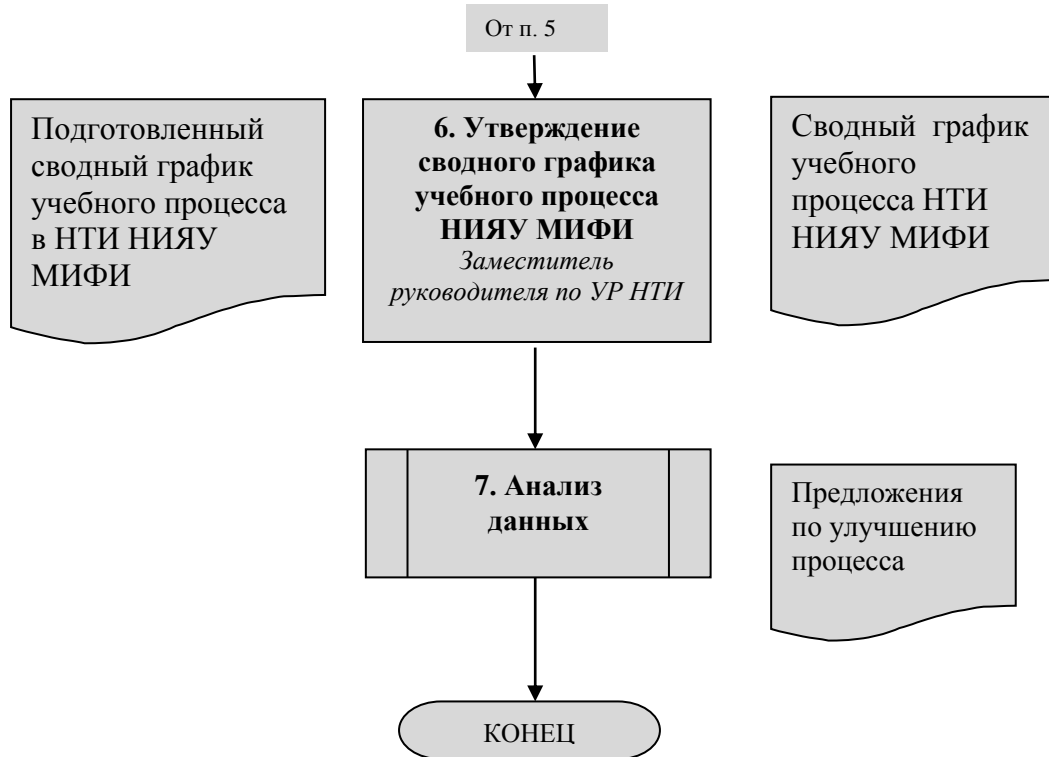 От п. 5
Подготовленный
сводный график
учебного процесса
в НТИ НИЯУ
МИФИ
6. Утверждение
сводного графика
учебного процесса
НИЯУ МИФИ
Заместитель
руководителя по УР НТИ
Сводный график
учебного
процесса НТИ
НИЯУ МИФИ
7. Анализ
данных
Предложения
по улучшению
процесса
КОНЕЦ